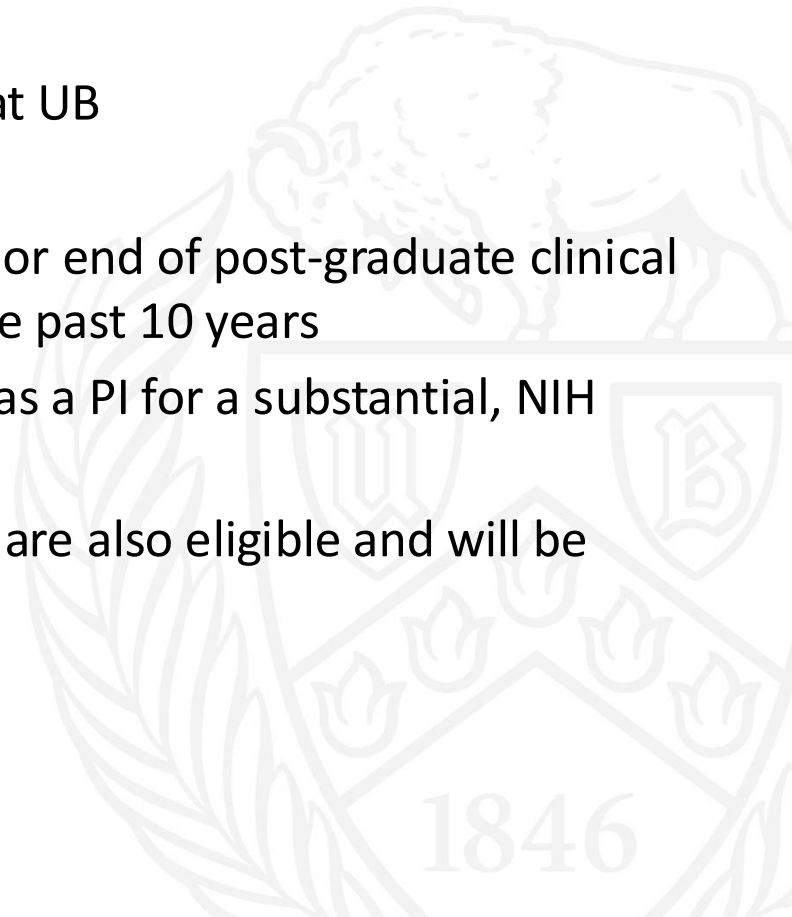 at UB
or end of post-graduate clinical
e past 10 years
as a PI for a substantial, NIH
are also eligible and will be
U B
1846